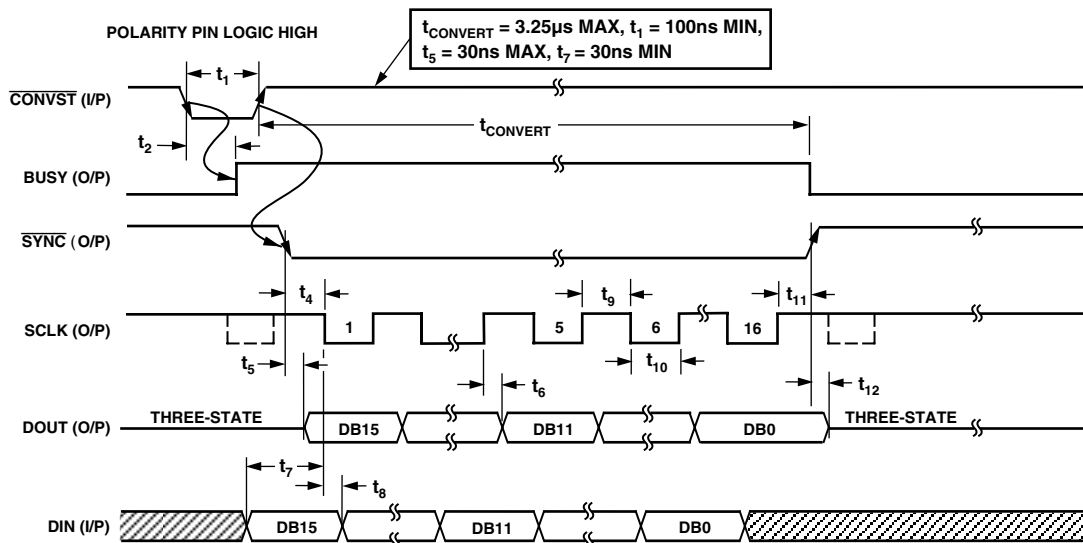 POLARITY PIN LOGIC HIGH
t₍CONVERT₎ = 3.25µs MAX, t₁ = 100ns MIN,
t₅ = 30ns MAX, t₇ = 30ns MIN
t₁
CONVST (I/P)
t₍CONVERT₎
t₂
BUSY (O/P)
SYNC (O/P)
t₄
t₉
t₁₁
SCLK (O/P)
1
5
6
16
t₅
t₆
t₁₀
t₁₂
DOUT (O/P)
THREE-STATE
DB15
DB11
DB0
THREE-STATE
t₇
t₈
DIN (I/P)
DB15
DB11
DB0